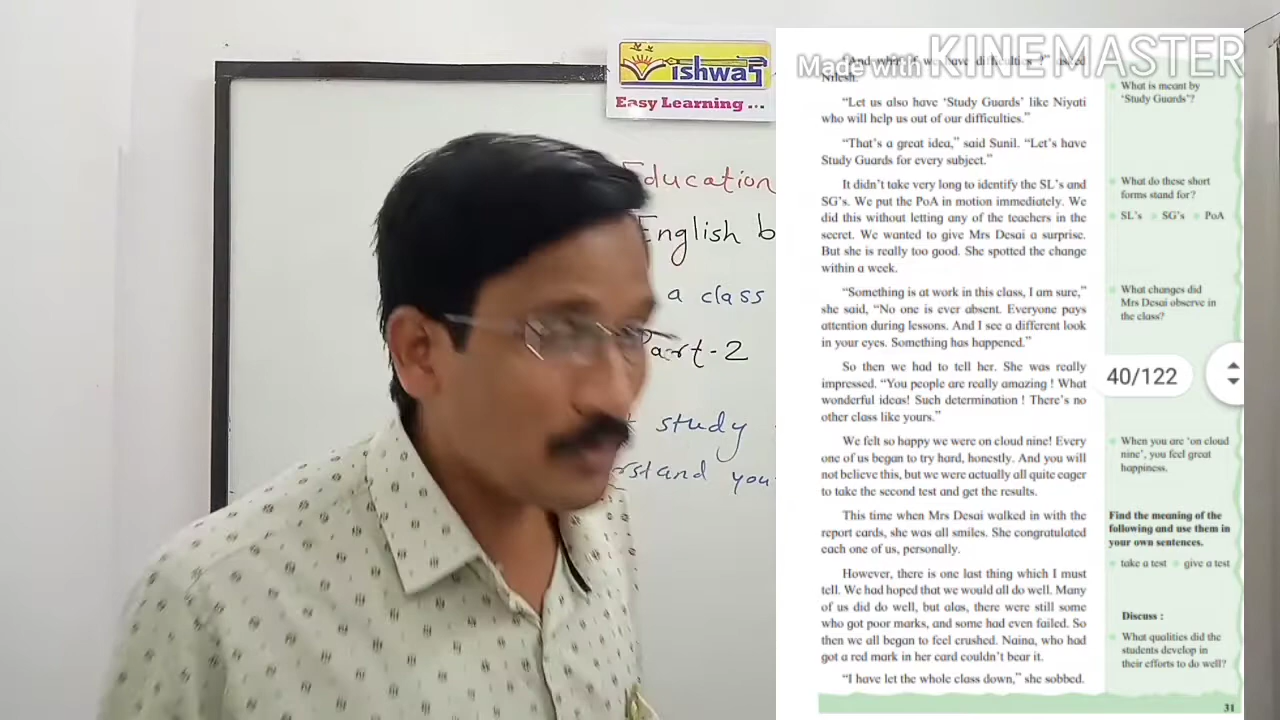 ishwa
Easy Learning ...
Education
English b
a class
Part-2
study
rstand you
Made with KINEMASTER
"And what if we have difficulties ?" asked
Nilesh.
"Let us also have 'Study Guards' like Niyati
who will help us out of our difficulties."
"That's a great idea," said Sunil. "Let's have
Study Guards for every subject."
It didn't take very long to identify the SL's and
SG's. We put the PoA in motion immediately. We
did this without letting any of the teachers in the
secret. We wanted to give Mrs Desai a surprise.
But she is really too good. She spotted the change
within a week.
"Something is at work in this class, I am sure,"
she said, "No one is ever absent. Everyone pays
attention during lessons. And I see a different look
in your eyes. Something has happened."
So then we had to tell her. She was really
impressed. "You people are really amazing ! What
wonderful ideas! Such determination ! There's no
other class like yours."
We felt so happy we were on cloud nine! Every
one of us began to try hard, honestly. And you will
not believe this, but we were actually all quite eager
to take the second test and get the results.
This time when Mrs Desai walked in with the
report cards, she was all smiles. She congratulated
each one of us, personally.
However, there is one last thing which I must
tell. We had hoped that we would all do well. Many
of us did do well, but alas, there were still some
who got poor marks, and some had even failed. So
then we all began to feel crushed. Naina, who had
got a red mark in her card couldn't bear it.
"I have let the whole class down," she sobbed.
What is meant by
'Study Guards'?
What do these short
forms stand for?
SL's SG's PoA
What changes did
Mrs Desai observe in
the class?
40/122
When you are 'on cloud
nine', you feel great
happiness.
Find the meaning of the
following and use them in
your own sentences.
take a test give a test
Discuss :
What qualities did the
students develop in
their efforts to do well?
31